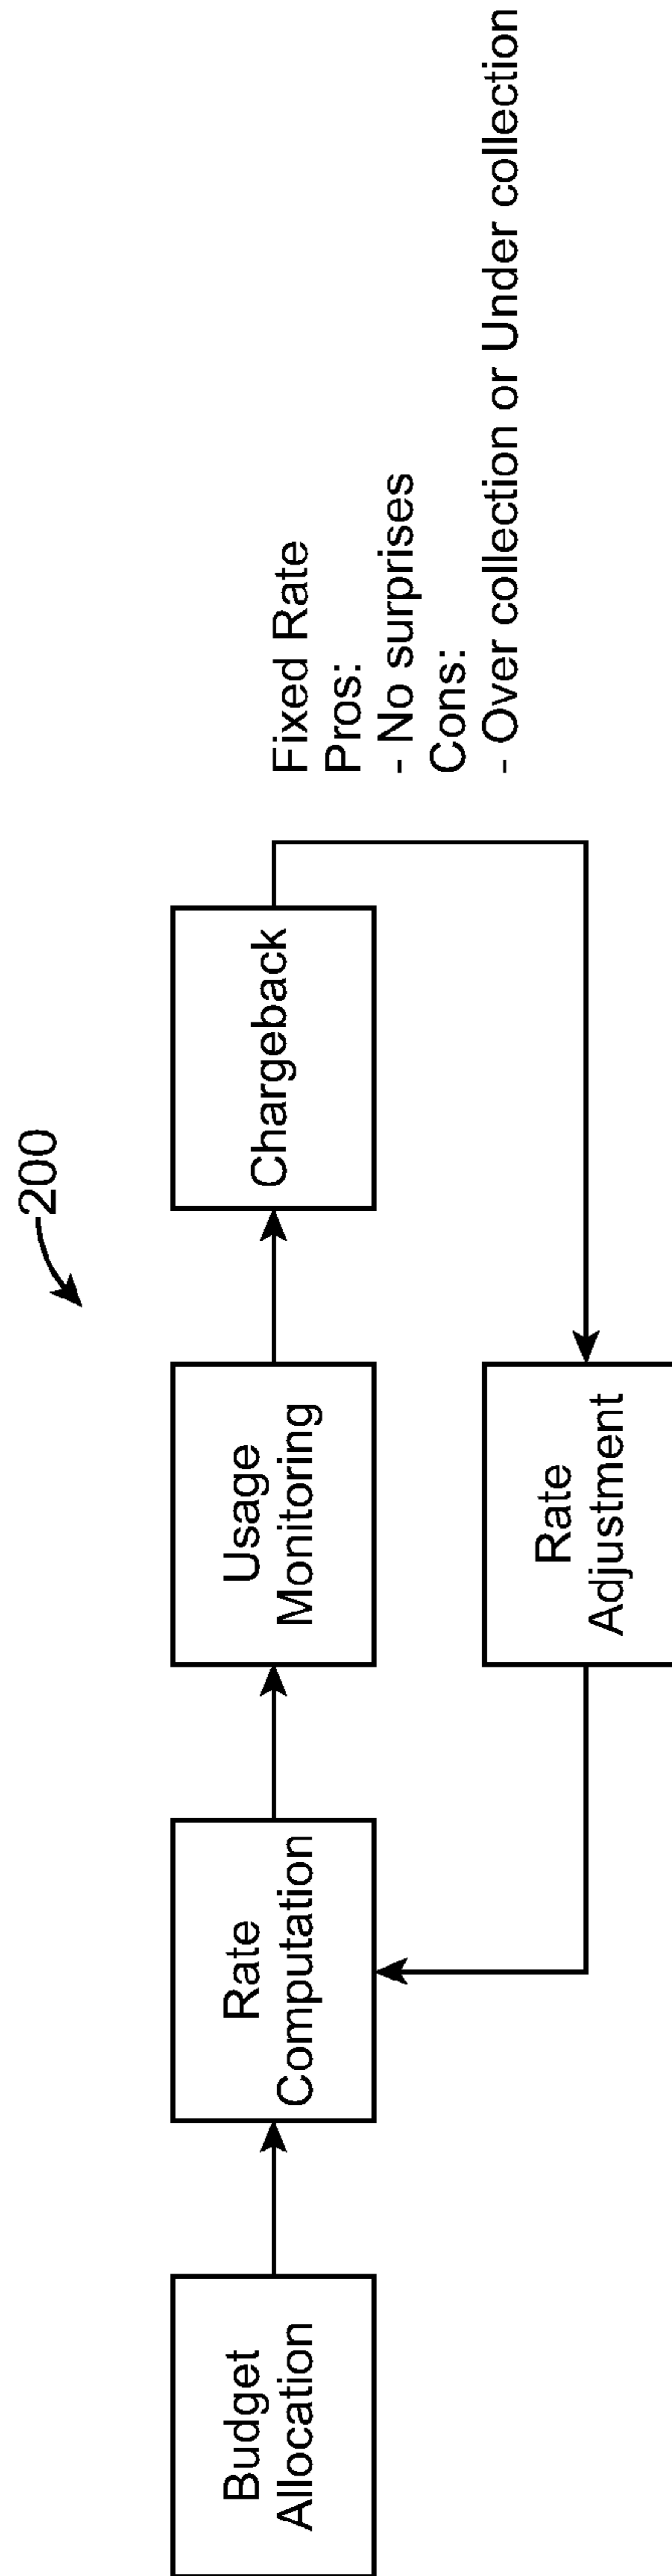 200
Budget
Allocation
Rate
Computation
Usage
Monitoring
Chargeback
Rate
Adjustment
Fixed Rate
Pros:
- No surprises
Cons:
- Over collection or Under collection